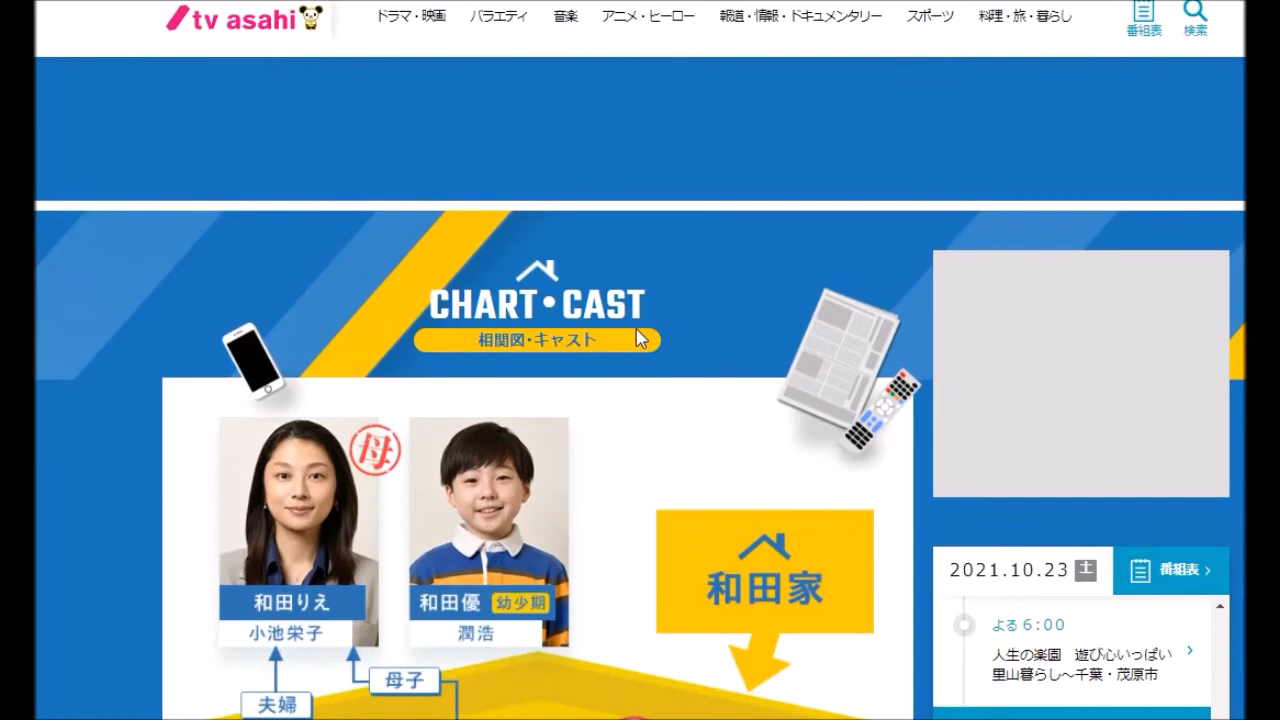 tv asahi
ドラマ・映画 バラエティ 音楽 アニメ・ヒーロー 報道・情報・ドキュメンタリー スポーツ 料理・旅・暮らし
番組表 検索
CHART・CAST
相関図・キャスト
母
和田りえ
小池栄子
和田優 幼少期
潤浩
和田家
母子
夫婦
2021.10.23 土
番組表
よる 6:00
人生の楽園 遊び心いっぱい
里山暮らし～千葉・茂原市